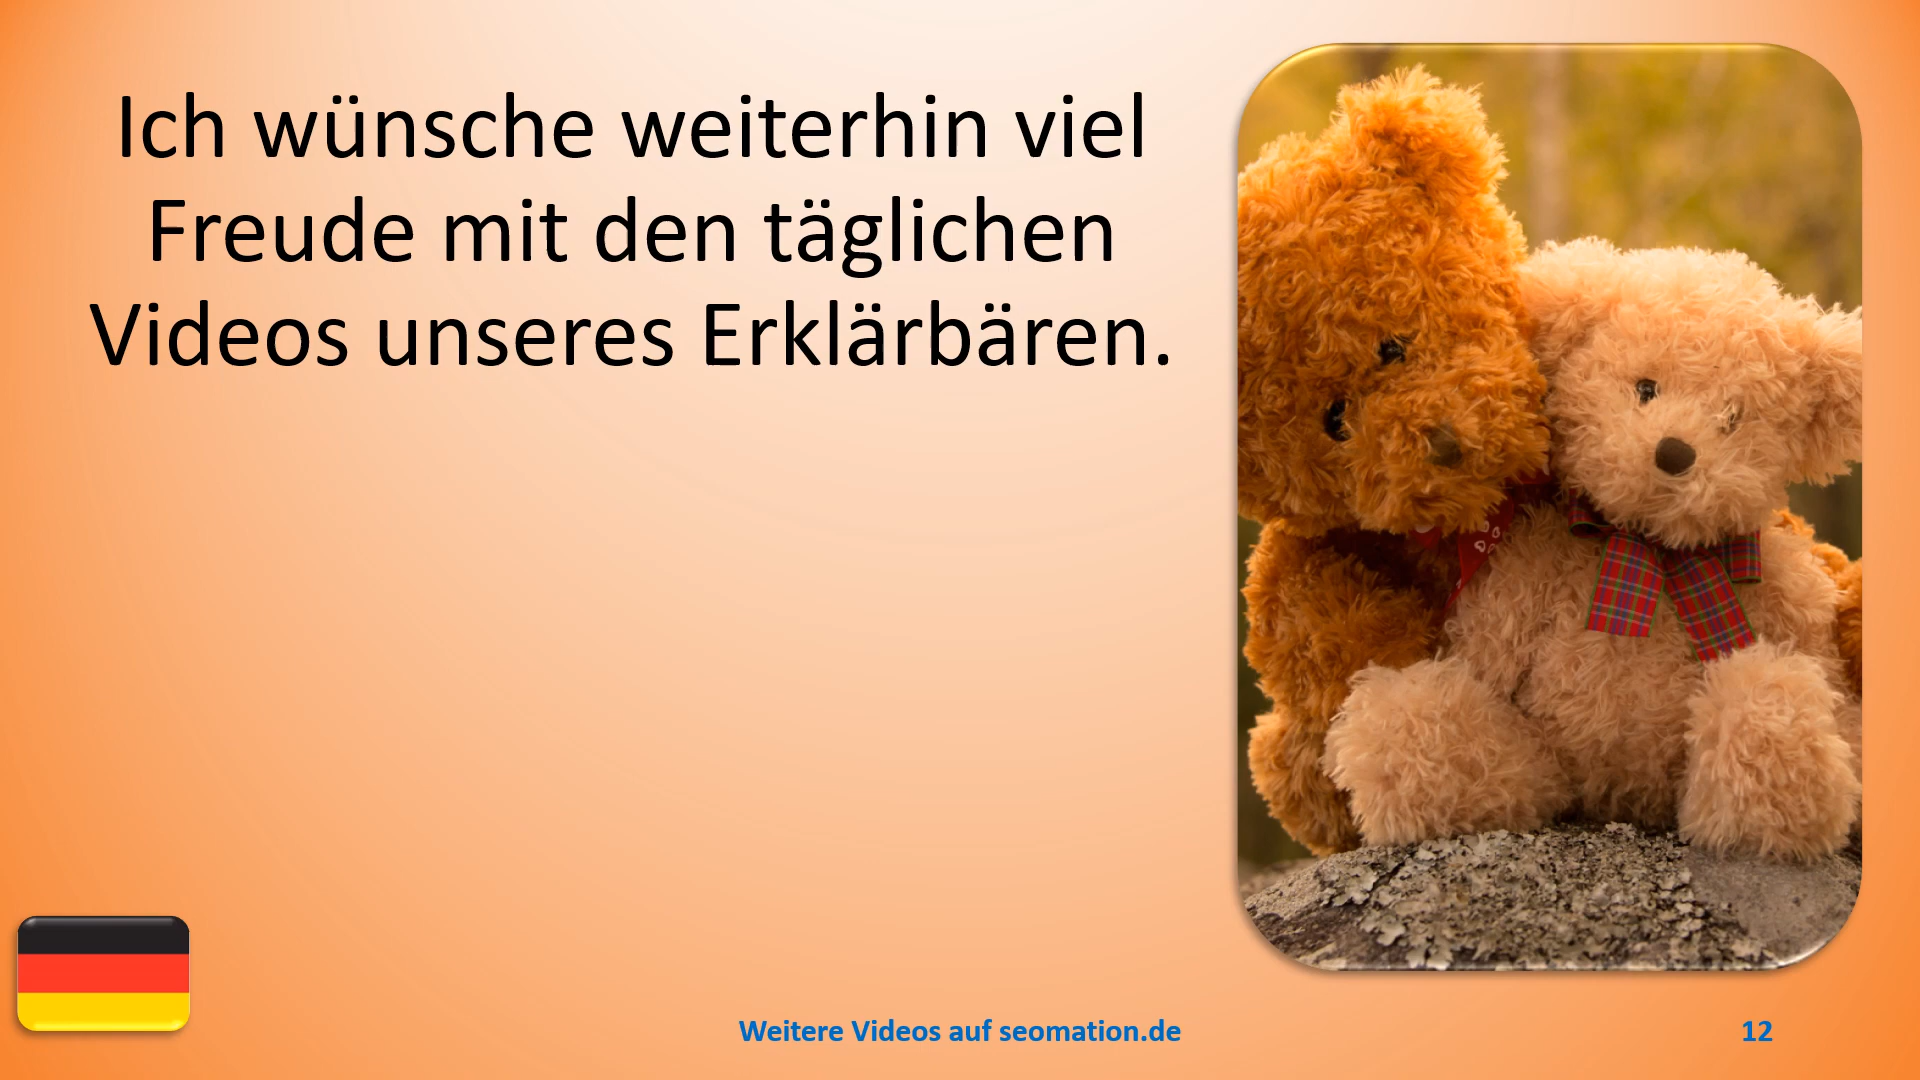 Ich wünsche weiterhin viel
Freude mit den täglichen
Videos unseres Erklärbären.
Weitere Videos auf seomation.de
12